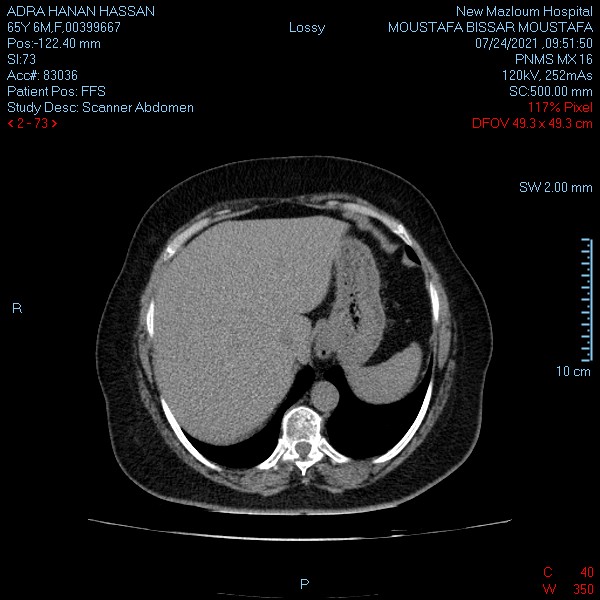 ADRA HANAN HASSAN
65Y 6M,F,00399667
Pos:-122.40 mm
SI:73
Acc#: 83036
Patient Pos: FFS
Study Desc: Scanner Abdomen
< 2 - 73 >
Lossy
New Mazloum Hospital
MOUSTAFA BISSAR MOUSTAFA
07/24/2021 ,09:51:50
PNMS MX 16
120kV, 252mAs
SC:500.00 mm
117% Pixel
DFOV 49.3 x 49.3 cm
SW 2.00 mm
R
10 cm
P
C 40
W 350